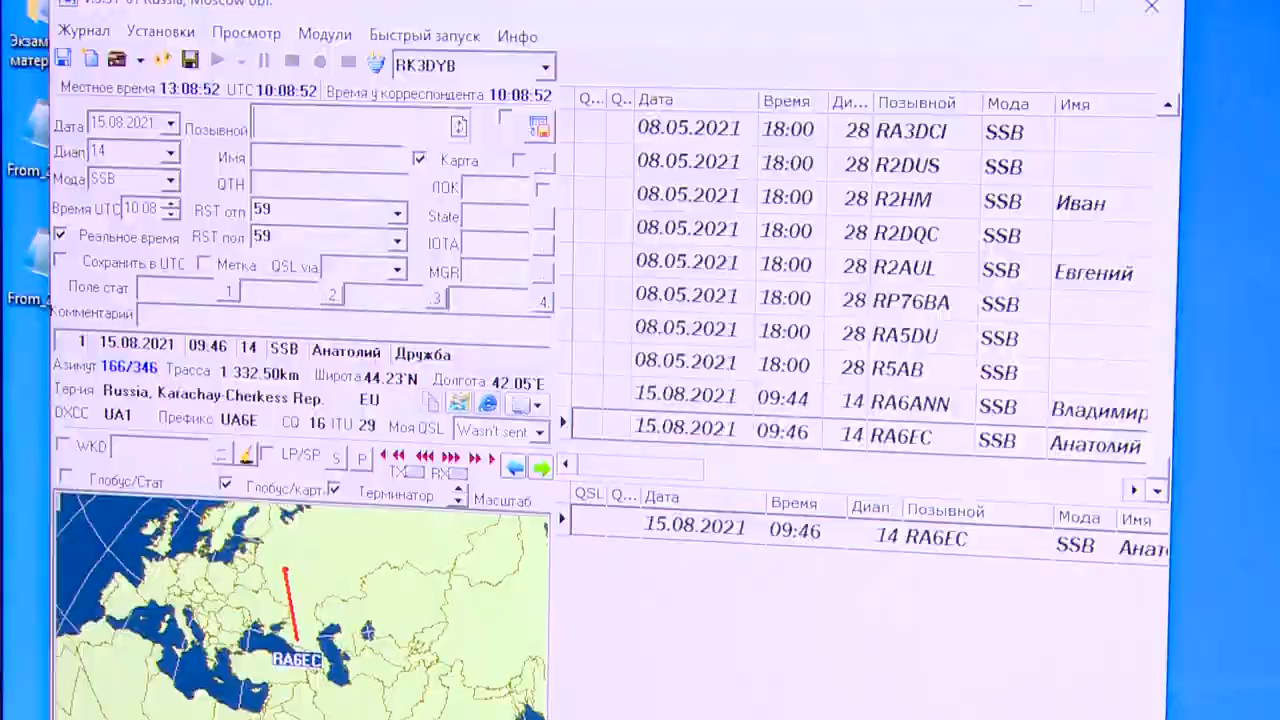 Russia, Moscow obl.
Журнал Установки Просмотр Модули Быстрый запуск Инфо
RK3DYB
Местное время 13:08:52 UTC 10:08:52 Время у корреспондента 10:08:52
Дата 15.08.2021 Позывной
Диап 14 Имя Карта
Мода SSB QTH ЛОК
Время UTC 10 08 RST отп 59 State
Реальное время RST пол 59 IOTA
Сохранить в UTC Метка QSL via MGR
Поле стат 1 2 .3 4.
Комментарий
1 15.08.2021 09:46 14 SSB Анатолий Дружба
Азимут 166/346 Трасса 1 332.50km Широта 44.23°N Долгота 42.05°E
Тер-ия Russia, Karachay-Cherkess Rep. EU
DXCC UA1 Префикс UA6E CQ 16 ITU 29 Моя QSL Wasn't sent
WKD LP/SP S P
TX RX
Глобус/Стат Глобус/карта Терминатор Масштаб
RA6EC
Q... Q.. Дата Время Ди... Позывной Мода Имя
08.05.2021 18:00 28 RA3DCI SSB
08.05.2021 18:00 28 R2DUS SSB
08.05.2021 18:00 28 R2HM SSB Иван
08.05.2021 18:00 28 R2DQC SSB
08.05.2021 18:00 28 R2AUL SSB Евгений
08.05.2021 18:00 28 RP76BA SSB
08.05.2021 18:00 28 RA5DU SSB
08.05.2021 18:00 28 R5AB SSB
15.08.2021 09:44 14 RA6ANN SSB Владимир
15.08.2021 09:46 14 RA6EC SSB Анатолий
QSL Q... Дата Время Диап Позывной Мода Имя
15.08.2021 09:46 14 RA6EC SSB Анат
Экзам
матер
From_
From_